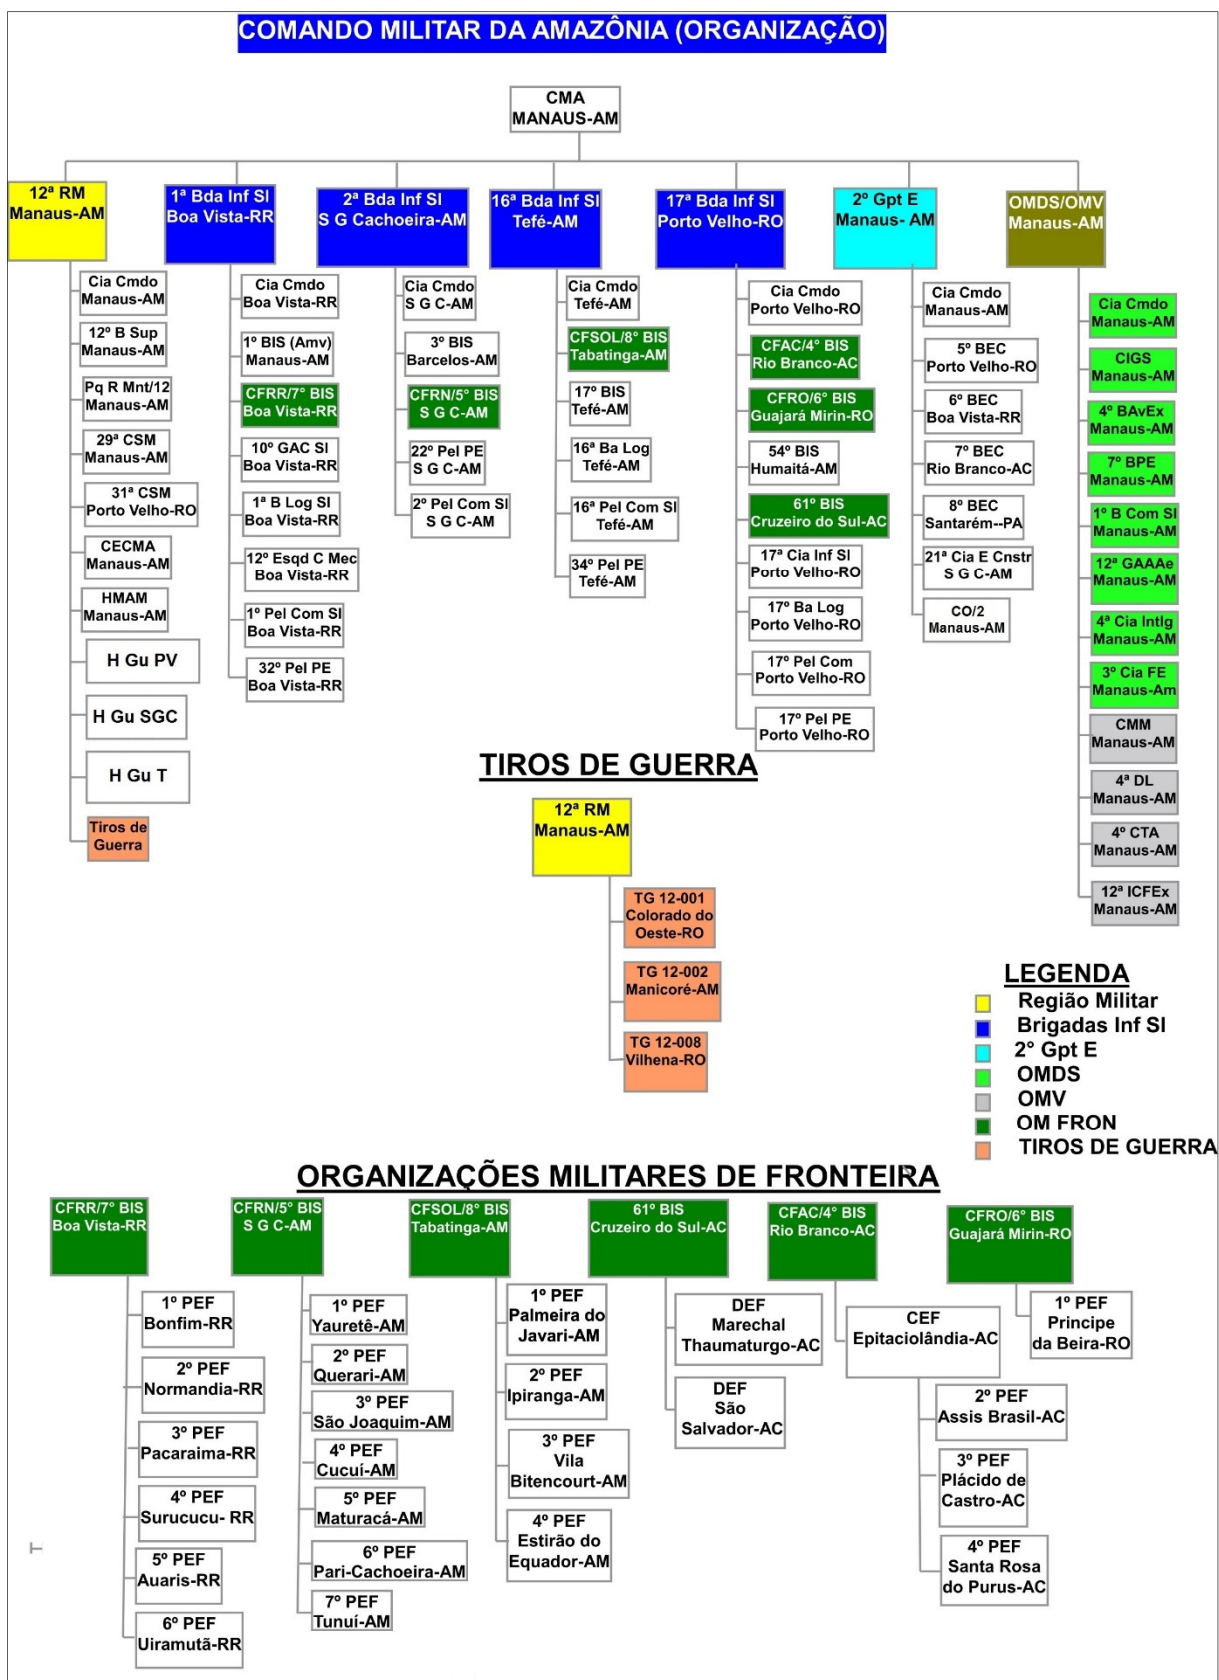 COMANDO MILITAR DA AMAZÔNIA (ORGANIZAÇÃO)
CMA
MANAUS-AM
12ª RM
Manaus-AM
Cia Cmdo
Manaus-AM
12º B Sup
Manaus-AM
Pq R Mnt/12
Manaus-AM
29ª CSM
Manaus-AM
31ª CSM
Porto Velho-RO
CECMA
Manaus-AM
HMAM
Manaus-AM
H Gu PV
H Gu SGC
H Gu T
Tiros de
Guerra
1ª Bda Inf Sl
Boa Vista-RR
Cia Cmdo
Boa Vista-RR
1º BIS (Amv)
Manaus-AM
CFRR/7° BIS
Boa Vista-RR
10º GAC Sl
Boa Vista-RR
1ª B Log Sl
Boa Vista-RR
12º Esqd C Mec
Boa Vista-RR
1º Pel Com Sl
Boa Vista-RR
32º Pel PE
Boa Vista-RR
2ª Bda Inf Sl
S G Cachoeira-AM
Cia Cmdo
S G C-AM
3º BIS
Barcelos-AM
CFRN/5° BIS
S G C-AM
22º Pel PE
S G C-AM
2º Pel Com Sl
S G C-AM
16ª Bda Inf Sl
Tefé-AM
Cia Cmdo
Tefé-AM
CFSOL/8° BIS
Tabatinga-AM
17º BIS
Tefé-AM
16ª Ba Log
Tefé-AM
16ª Pel Com Sl
Tefé-AM
34º Pel PE
Tefé-AM
17ª Bda Inf Sl
Porto Velho-RO
Cia Cmdo
Porto Velho-RO
CFAC/4° BIS
Rio Branco-AC
CFRO/6° BIS
Guajará Mirin-RO
54º BIS
Humaitá-AM
61º BIS
Cruzeiro do Sul-AC
17ª Cia Inf Sl
Porto Velho-RO
17º Ba Log
Porto Velho-RO
17º Pel Com
Porto Velho-RO
17º Pel PE
Porto Velho-RO
2º Gpt E
Manaus- AM
Cia Cmdo
Manaus-AM
5º BEC
Porto Velho-RO
6º BEC
Boa Vista-RR
7º BEC
Rio Branco-AC
8º BEC
Santarém--PA
21ª Cia E Cnstr
S G C-AM
CO/2
Manaus-AM
OMDS/OMV
Manaus-AM
Cia Cmdo
Manaus-AM
CIGS
Manaus-AM
4º BAvEx
Manaus-AM
7º BPE
Manaus-AM
1º B Com Sl
Manaus-AM
12ª GAAAe
Manaus-AM
4ª Cia Intlg
Manaus-AM
3º Cia FE
Manaus-Am
CMM
Manaus-AM
4ª DL
Manaus-AM
4º CTA
Manaus-AM
12ª ICFEx
Manaus-AM
TIROS DE GUERRA
12ª RM
Manaus-AM
TG 12-001
Colorado do
Oeste-RO
TG 12-002
Manicoré-AM
TG 12-008
Vilhena-RO
LEGENDA
Região Militar
Brigadas Inf Sl
2° Gpt E
OMDS
OMV
OM FRON
TIROS DE GUERRA
ORGANIZAÇÕES MILITARES DE FRONTEIRA
CFRR/7° BIS
Boa Vista-RR
1º PEF
Bonfim-RR
2º PEF
Normandia-RR
3º PEF
Pacaraima-RR
4º PEF
Surucucu- RR
5º PEF
Auaris-RR
6º PEF
Uiramutã-RR
CFRN/5° BIS
S G C-AM
1º PEF
Yauretê-AM
2º PEF
Querari-AM
3º PEF
São Joaquim-AM
4º PEF
Cucuí-AM
5º PEF
Maturacá-AM
6º PEF
Pari-Cachoeira-AM
7º PEF
Tunuí-AM
CFSOL/8° BIS
Tabatinga-AM
1º PEF
Palmeira do
Javari-AM
2º PEF
Ipiranga-AM
3º PEF
Vila
Bitencourt-AM
4º PEF
Estirão do
Equador-AM
61º BIS
Cruzeiro do Sul-AC
DEF
Marechal
Thaumaturgo-AC
DEF
São
Salvador-AC
CFAC/4° BIS
Rio Branco-AC
CEF
Epitaciolândia-AC
2º PEF
Assis Brasil-AC
3º PEF
Plácido de
Castro-AC
4º PEF
Santa Rosa
do Purus-AC
CFRO/6° BIS
Guajará Mirin-RO
1º PEF
Principe
da Beira-RO